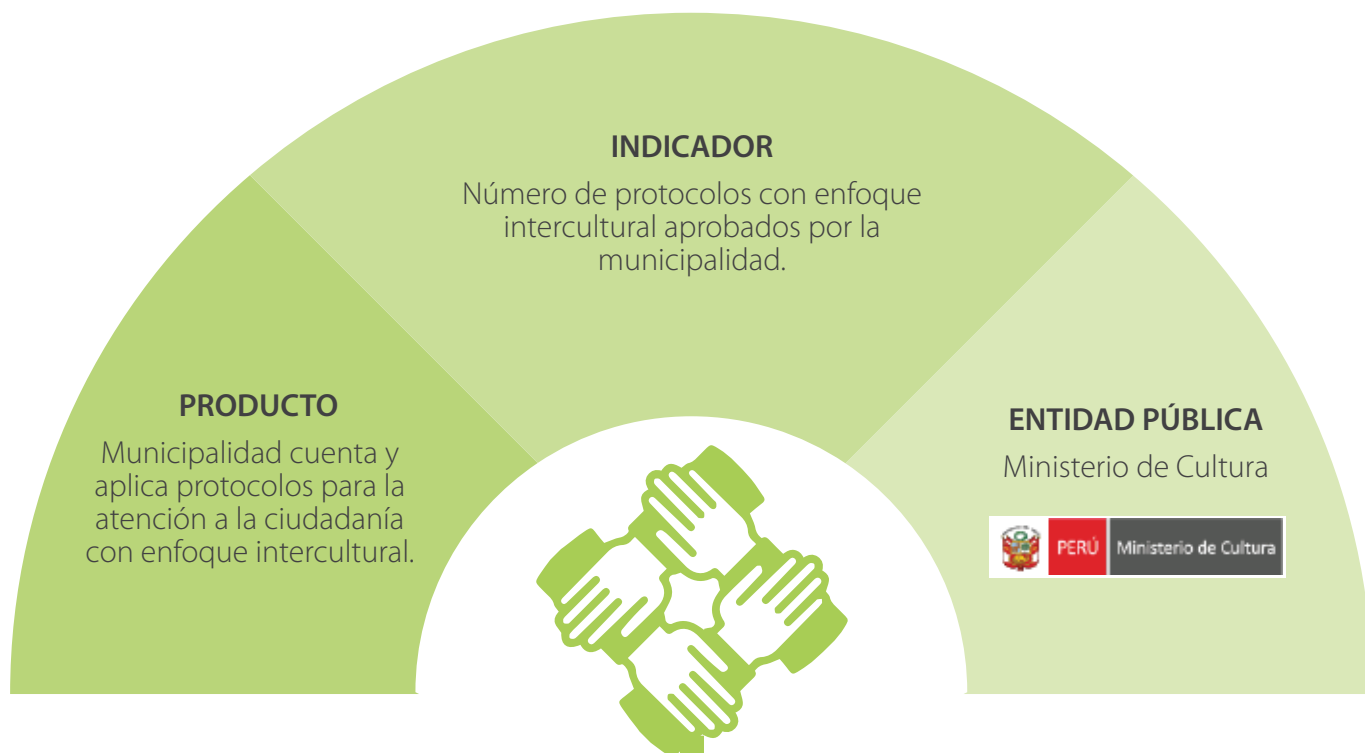 INDICADOR
Número de protocolos con enfoque
intercultural aprobados por la
municipalidad.
PRODUCTO
Municipalidad cuenta y
aplica protocolos para la
atención a la ciudadanía
con enfoque intercultural.
ENTIDAD PÚBLICA
Ministerio de Cultura
PERÚ Ministerio de Cultura